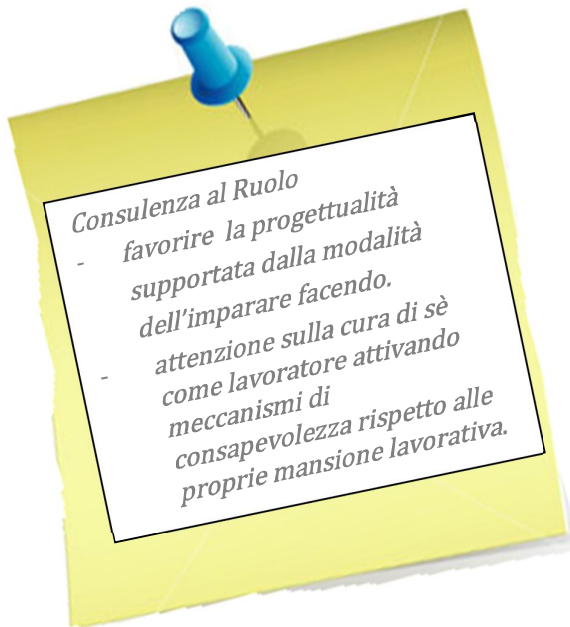 Consulenza al Ruolo
- favorire la progettualità
supportata dalla modalità
dell'imparare facendo.
- attenzione sulla cura di sè
come lavoratore attivando
meccanismi di
consapevolezza rispetto alle
proprie mansione lavorativa.